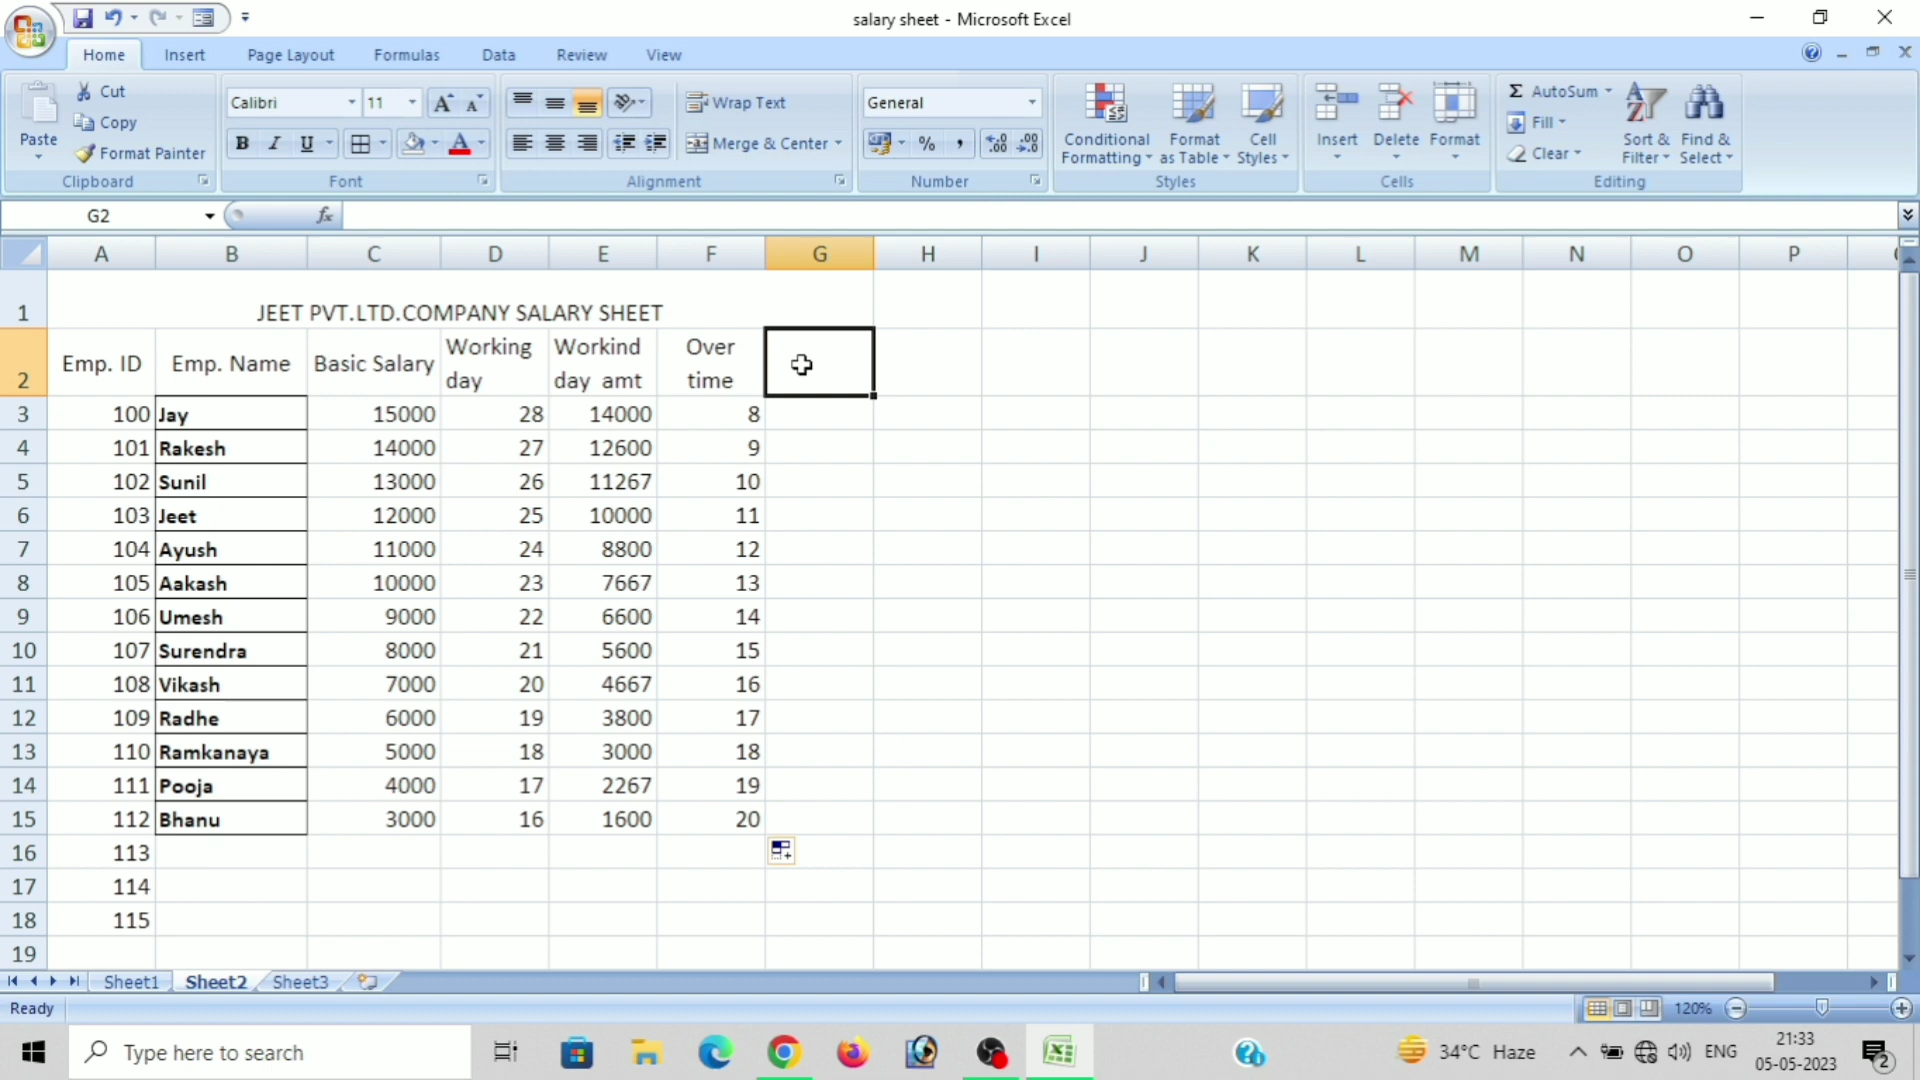 salary sheet - Microsoft Excel
Home Insert Page Layout Formulas Data Review View
Paste Cut Copy Format Painter Clipboard
Calibri 11 B I U Font
Wrap Text Merge & Center Alignment
General % , Number
Conditional Formatting Format as Table Cell Styles Styles
Insert Delete Format Cells
Σ AutoSum Fill Clear Sort & Filter Find & Select Editing
G2 fx
A B C D E F G H I J K L M N O P
1 JEET PVT.LTD.COMPANY SALARY SHEET
2 Emp. ID Emp. Name Basic Salary Working day Workind day amt Over time
3 100 Jay 15000 28 14000 8
4 101 Rakesh 14000 27 12600 9
5 102 Sunil 13000 26 11267 10
6 103 Jeet 12000 25 10000 11
7 104 Ayush 11000 24 8800 12
8 105 Aakash 10000 23 7667 13
9 106 Umesh 9000 22 6600 14
10 107 Surendra 8000 21 5600 15
11 108 Vikash 7000 20 4667 16
12 109 Radhe 6000 19 3800 17
13 110 Ramkanaya 5000 18 3000 18
14 111 Pooja 4000 17 2267 19
15 112 Bhanu 3000 16 1600 20
16 113
17 114
18 115
19
Sheet1 Sheet2 Sheet3
Ready 120%
Type here to search 34°C Haze ENG 21:33 05-05-2023 2